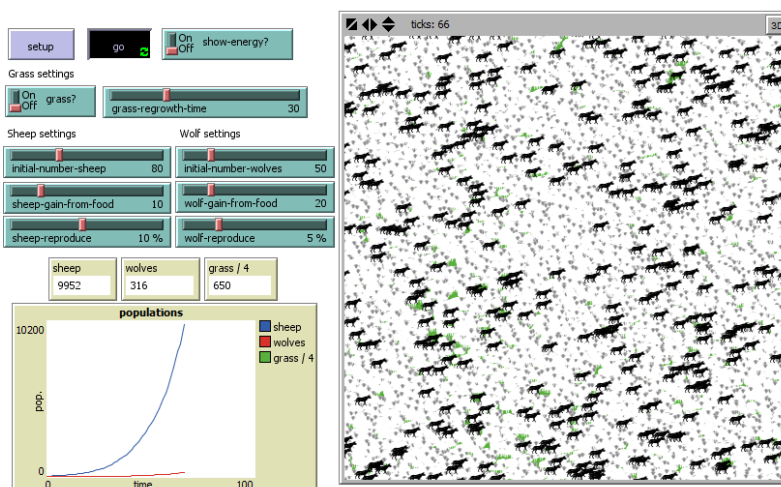 ticks: 66
3D
setup
go
On
Off
show-energy?
Grass settings
On
Off
grass?
grass-regrowth-time 30
Sheep settings
Wolf settings
initial-number-sheep 80
initial-number-wolves 50
sheep-gain-from-food 10
wolf-gain-from-food 20
sheep-reproduce 10 %
wolf-reproduce 5 %
sheep
9952
wolves
316
grass / 4
650
populations
10200
pop.
0
0
time
100
sheep
wolves
grass / 4